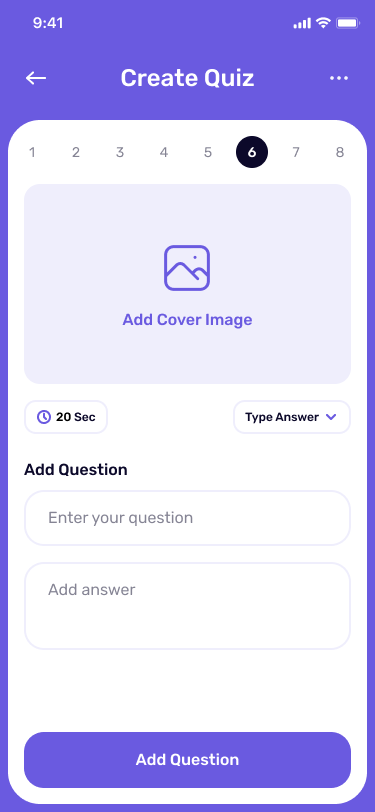 9:41
Create Quiz
1 2 3 4 5 6 7 8
Add Cover Image
20 Sec Type Answer
Add Question
Enter your question
Add answer
Add Question